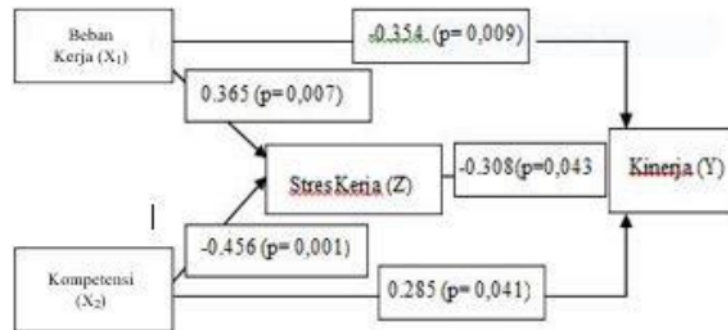 Beban
Kerja (X₁)
-0.354 (p= 0,009)
0.365 (p=0,007)
Stres Kerja (Z)
-0.308(p=0,043
Kinerja (Y)
-0.456 (p= 0,001)
Kompetensi
(X₂)
0.285 (p= 0,041)